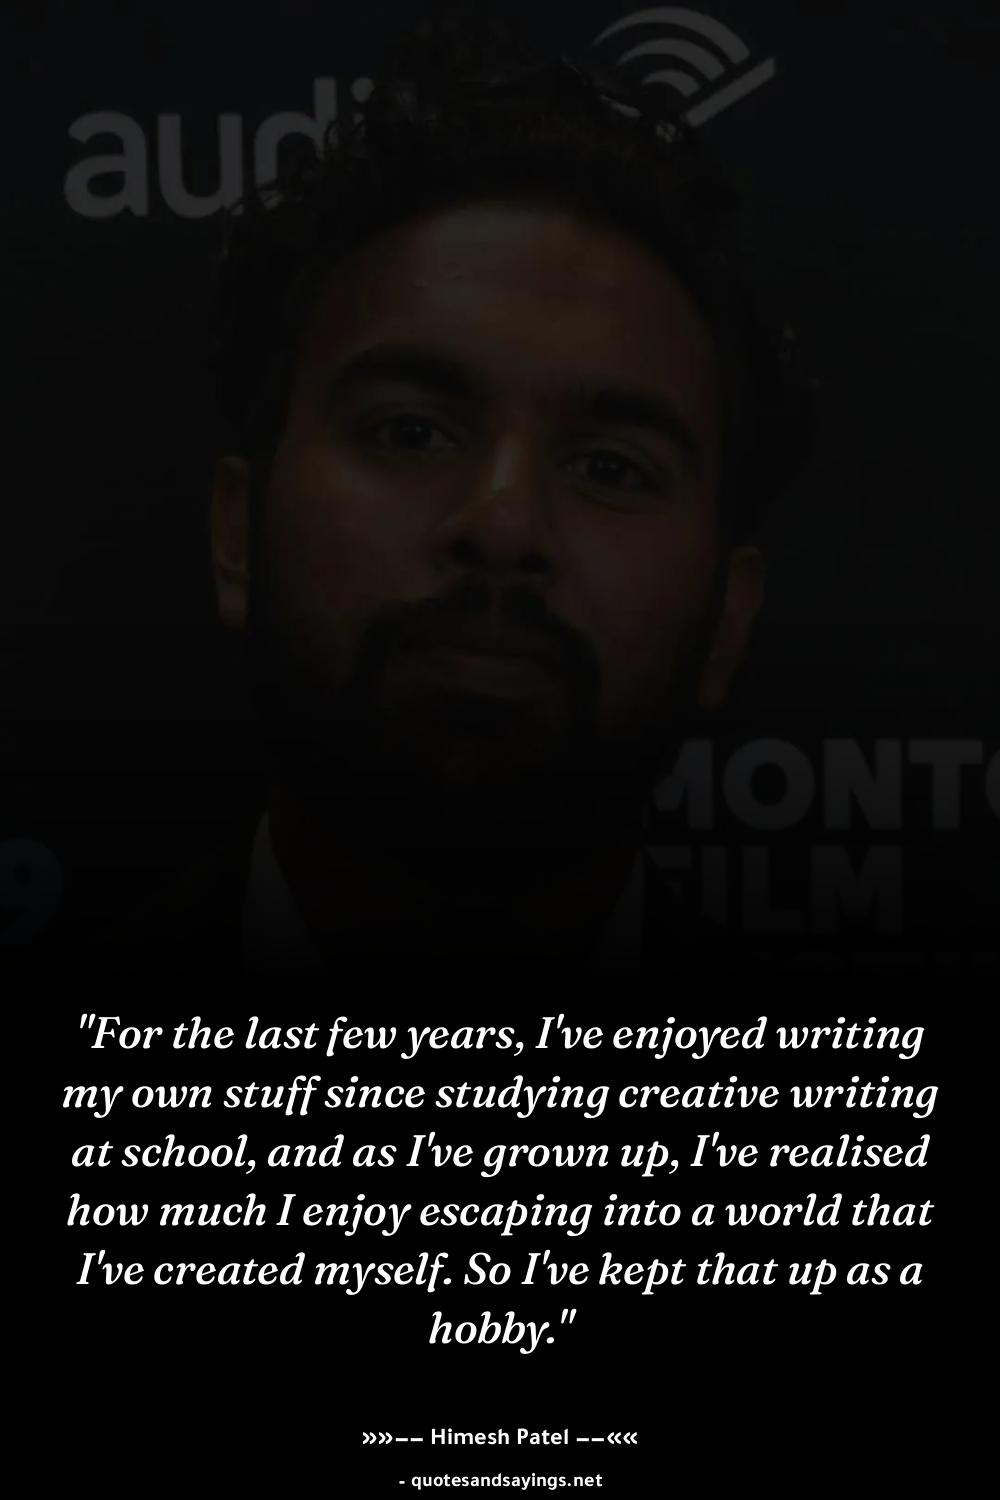 audi
MONT
FILM
9
"For the last few years, I've enjoyed writing
my own stuff since studying creative writing
at school, and as I've grown up, I've realised
how much I enjoy escaping into a world that
I've created myself. So I've kept that up as a
hobby."
»»–– Himesh Patel ––««
- quotesandsayings.net